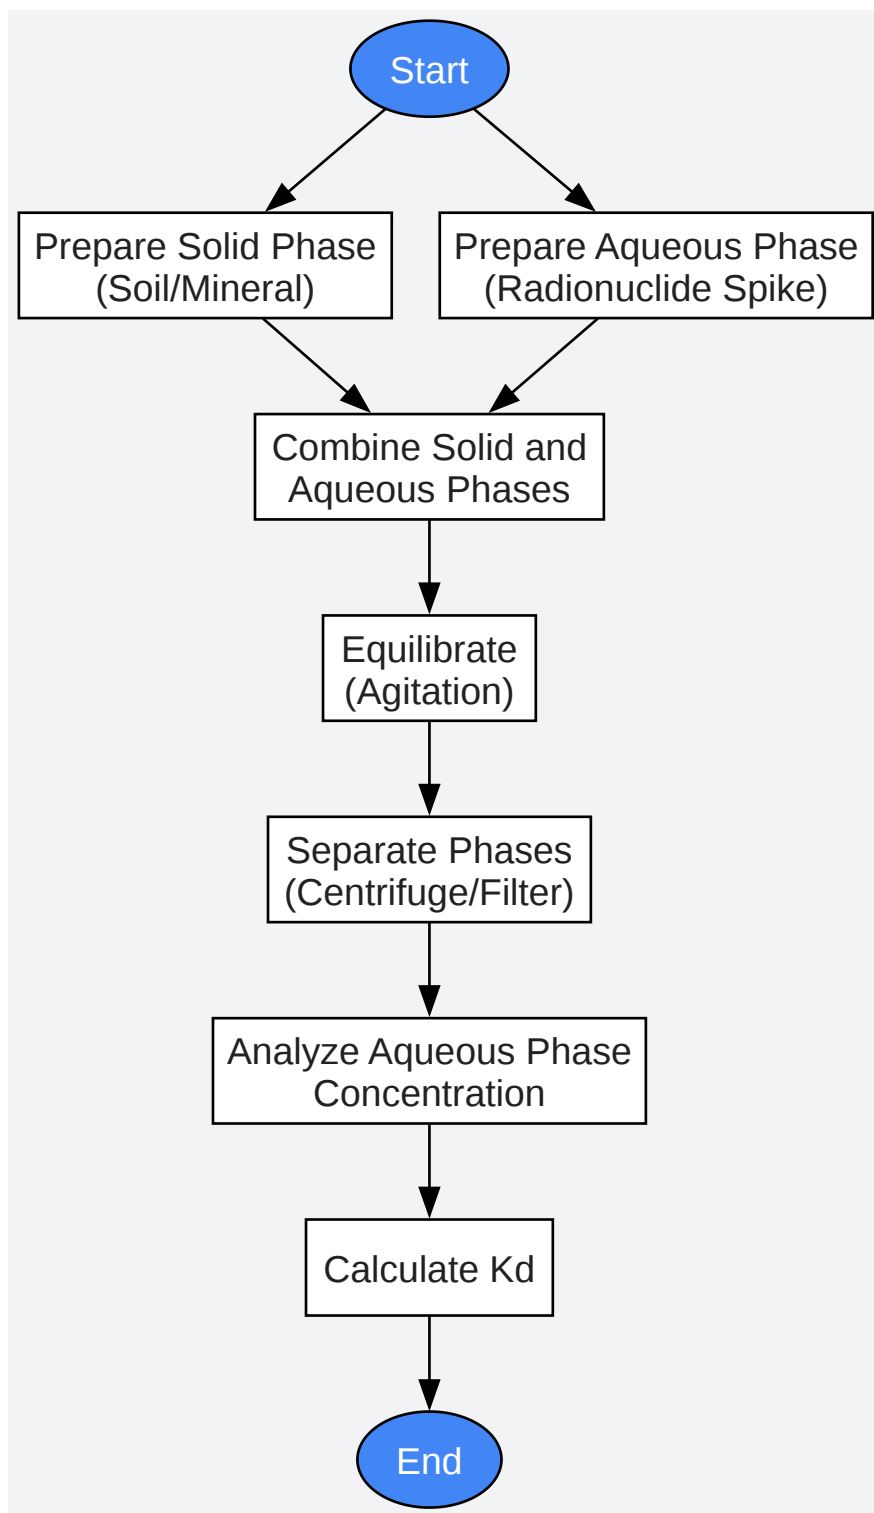 Start
Prepare Solid Phase
(Soil/Mineral)
Prepare Aqueous Phase
(Radionuclide Spike)
Combine Solid and
Aqueous Phases
Equilibrate
(Agitation)
Separate Phases
(Centrifuge/Filter)
Analyze Aqueous Phase
Concentration
Calculate Kd
End